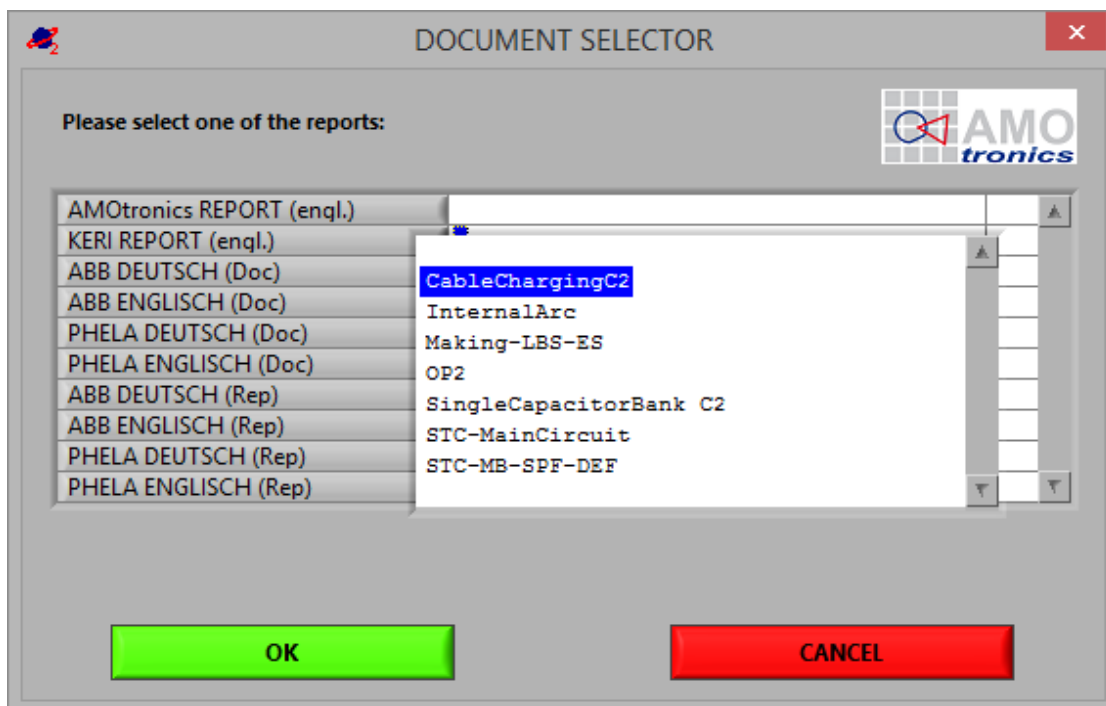 2
DOCUMENT SELECTOR
Please select one of the reports:
AMO
tronics
AMOtronics REPORT (engl.)
KERI REPORT (engl.)
ABB DEUTSCH (Doc)
ABB ENGLISCH (Doc)
PHELA DEUTSCH (Doc)
PHELA ENGLISCH (Doc)
ABB DEUTSCH (Rep)
ABB ENGLISCH (Rep)
PHELA DEUTSCH (Rep)
PHELA ENGLISCH (Rep)
CableChargingC2
InternalArc
Making-LBS-ES
OP2
SingleCapacitorBank C2
STC-MainCircuit
STC-MB-SPF-DEF
OK
CANCEL